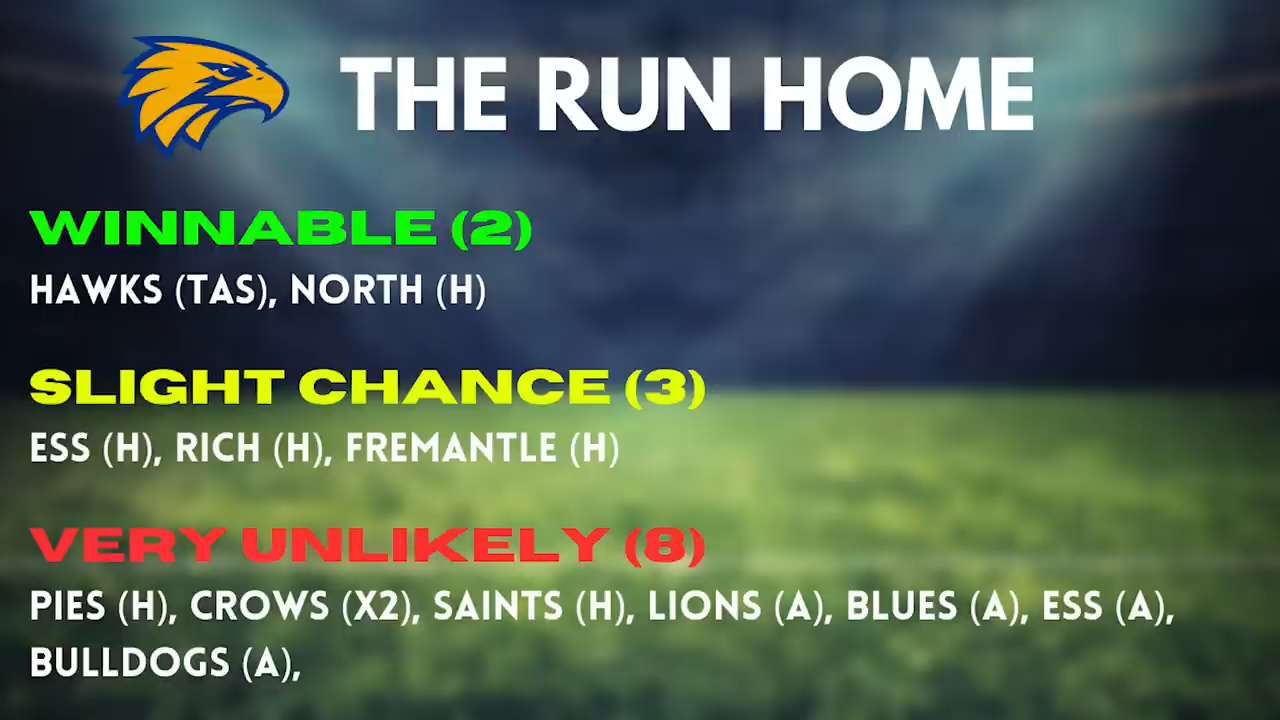 THE RUN HOME
WINNABLE (2)
HAWKS (TAS), NORTH (H)
SLIGHT CHANCE (3)
ESS (H), RICH (H), FREMANTLE (H)
VERY UNLIKELY (8)
PIES (H), CROWS (X2), SAINTS (H), LIONS (A), BLUES (A), ESS (A),
BULLDOGS (A),